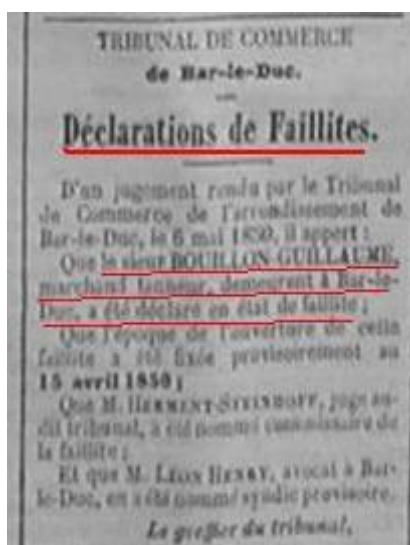 TRIBUNAL DE COMMERCE
de Bar-le-Duc.
Déclarations de Faillites.
D'un jugement rendu par le Tribunal
de Commerce de l'arrondissement de
Bar-le-Duc, le 6 mai 1850, il appert :
Que le sieur BOUILLON GUILLAUME,
marchand tanneur, demeurant à Bar-le-
Duc, a été déclaré en état de faillite ;
Que l'époque de l'ouverture de cette
faillite a été fixée provisoirement au
15 avril 1850 ;
Que M. HERMENT-STEINHOFF, juge au-
dit tribunal, a été nommé commissaire de
la faillite ;
Et que M. LÉON HENRY, avocat à Bar-
le-Duc, en a été nommé syndic provisoire.
Le greffier du tribunal,